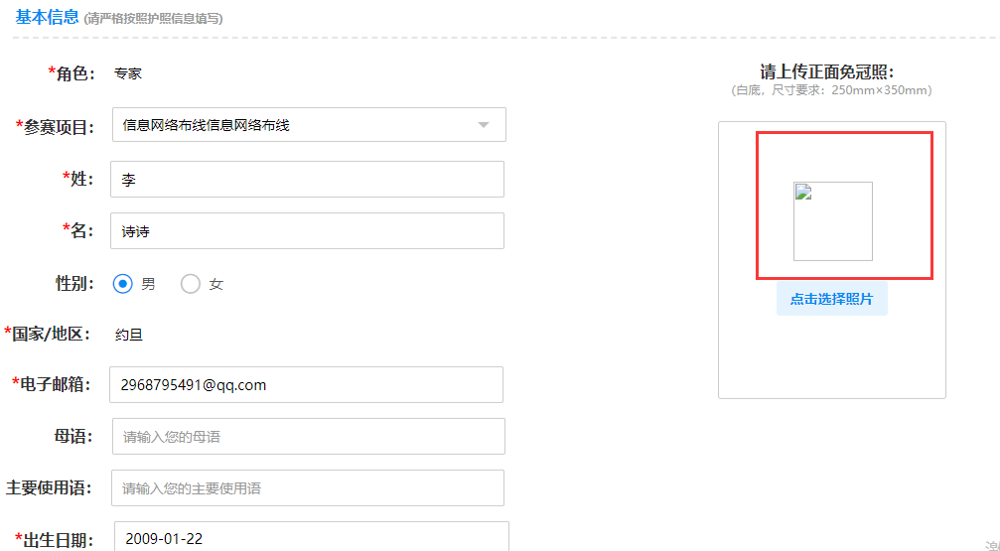 基本信息 (请严格按照护照信息填写)
*角色： 专家
*参赛项目： 信息网络布线信息网络布线
*姓： 李
*名： 诗诗
性别： 男 女
*国家/地区： 约旦
*电子邮箱： 2968795491@qq.com
母语： 请输入您的母语
主要使用语： 请输入您的主要使用语
*出生日期： 2009-01-22
请上传正面免冠照：
(白底，尺寸要求：250mm×350mm)
点击选择照片